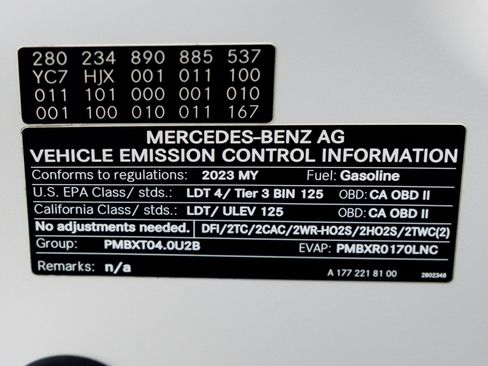 280 234 890 885 537
YC7 HJX 001 011 100
011 101 000 001 010
001 100 010 011 167
MERCEDES-BENZ AG
VEHICLE EMISSION CONTROL INFORMATION
Conforms to regulations: 2023 MY Fuel: Gasoline
U.S. EPA Class/ stds.: LDT 4/ Tier 3 BIN 125 OBD: CA OBD II
California Class/ stds.: LDT/ ULEV 125 OBD: CA OBD II
No adjustments needed. DFI/2TC/2CAC/2WR-HO2S/2HO2S/2TWC(2)
Group: PMBXT04.0U2B EVAP: PMBXR0170LNC
Remarks: n/a A 177 221 81 00 2802348